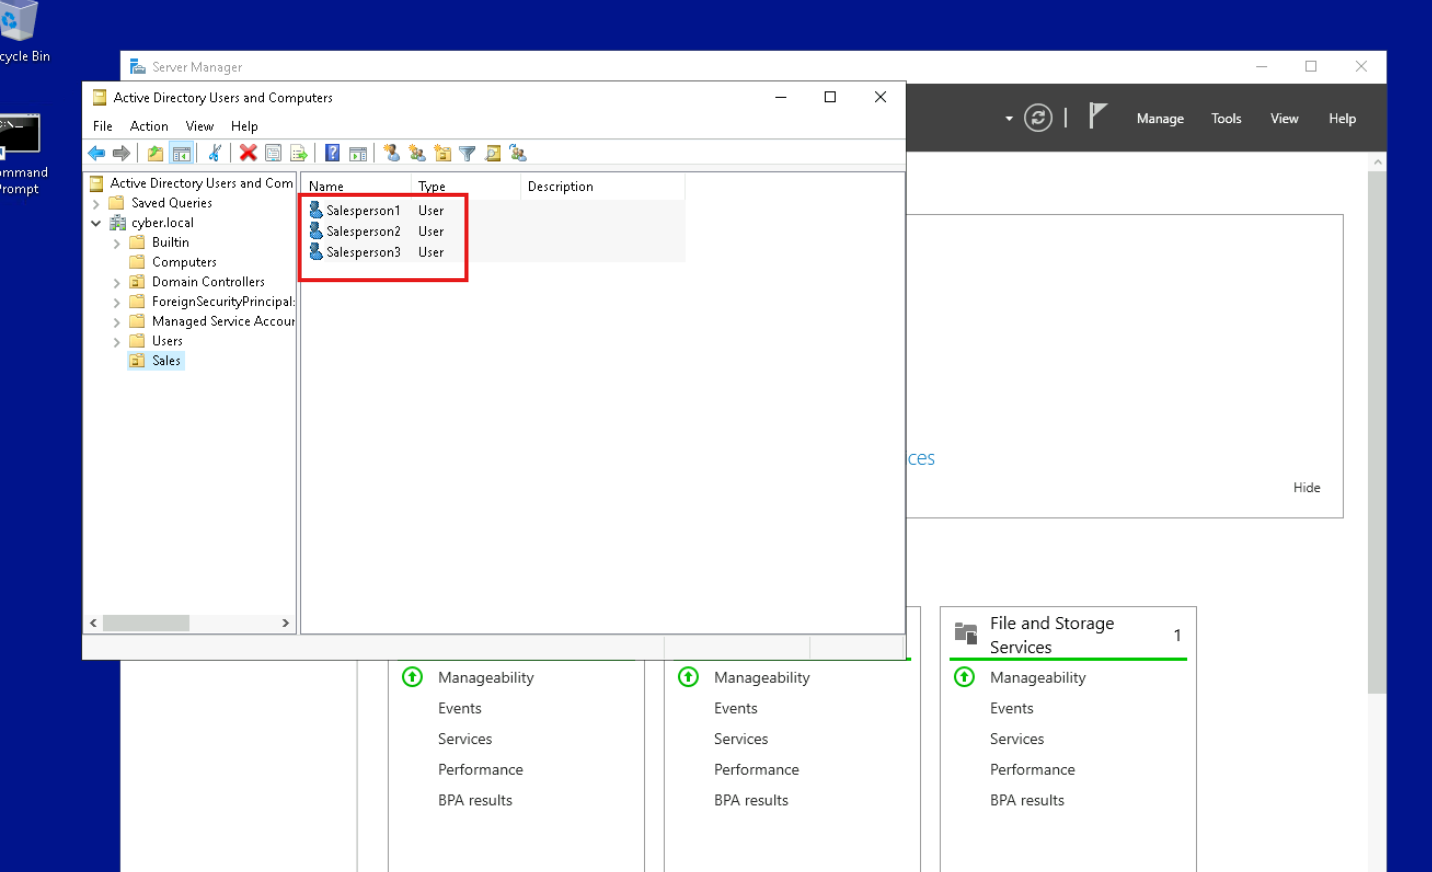 cycle Bin
ommand
Prompt
Server Manager
Manage Tools View Help
Active Directory Users and Computers
File Action View Help
Active Directory Users and Com
Saved Queries
cyber.local
Builtin
Computers
Domain Controllers
ForeignSecurityPrincipal:
Managed Service Accour
Users
Sales
Name Type Description
Salesperson1 User
Salesperson2 User
Salesperson3 User
ces
Hide
Manageability
Events
Services
Performance
BPA results
Manageability
Events
Services
Performance
BPA results
File and Storage
Services
1
Manageability
Events
Services
Performance
BPA results